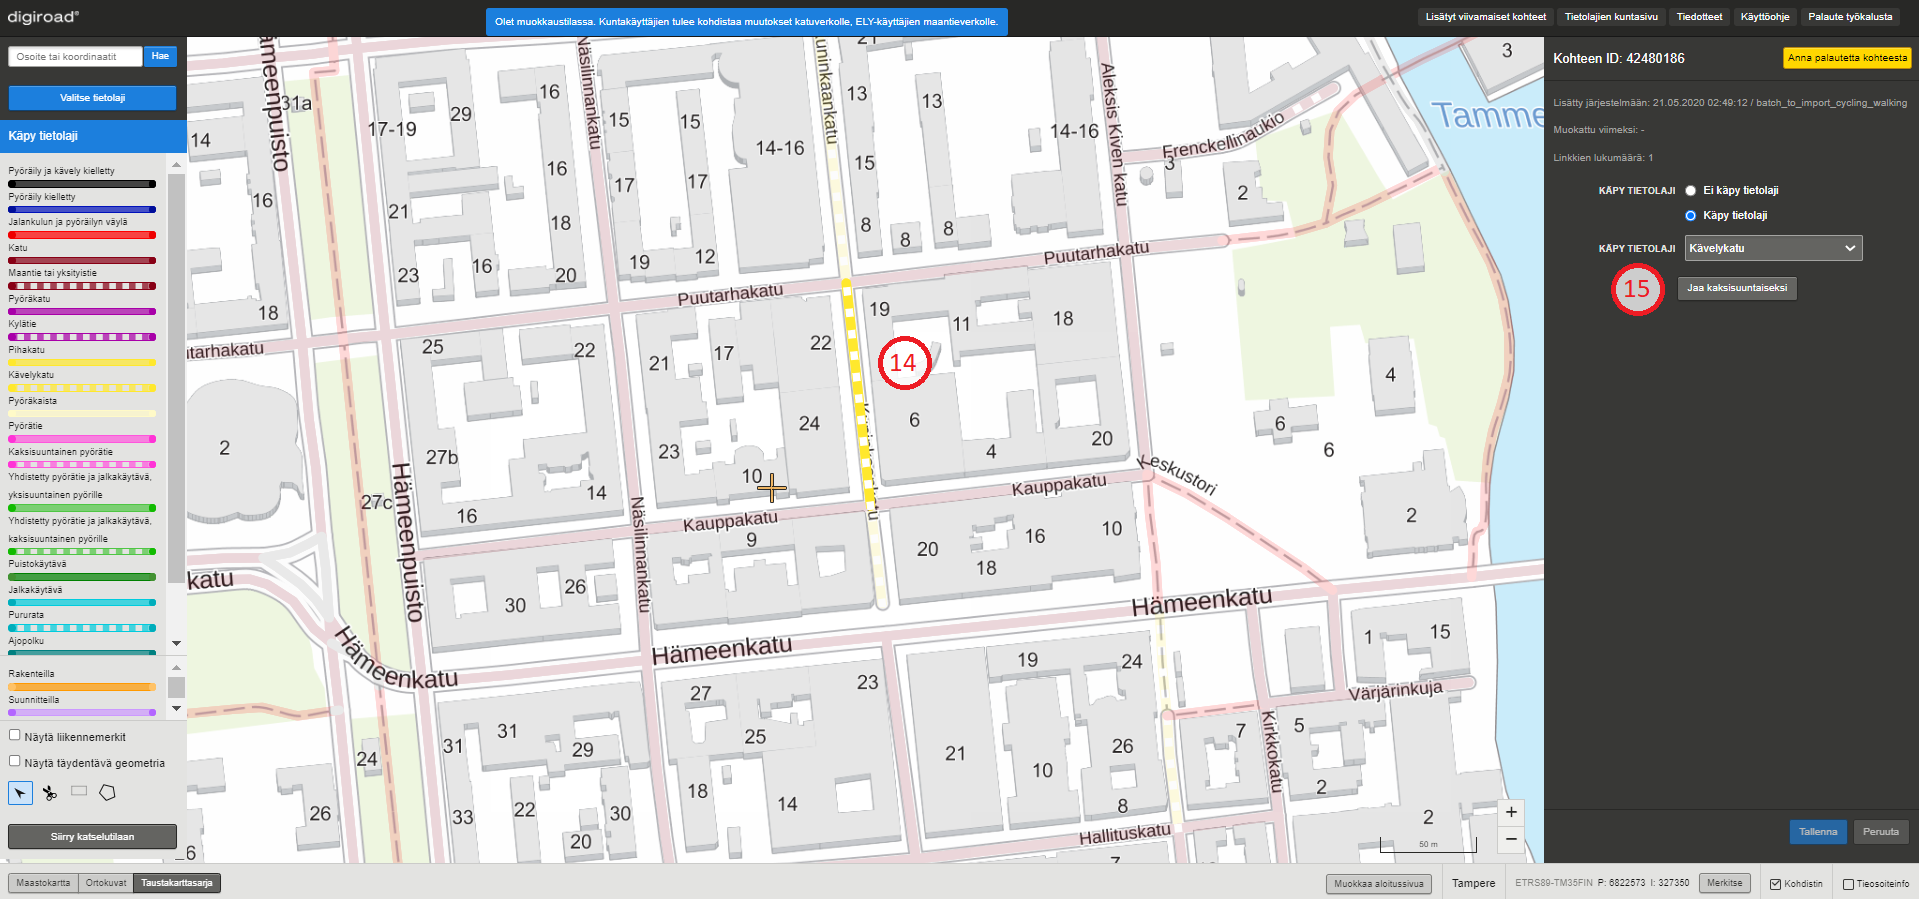 digiroad°
Olet muokkaustilassa. Kuntakäyttäjien tulee kohdistaa muutokset katuverkolle, ELY-käyttäjien maantieverkolle.
Lisätyt viivamaiset kohteet
Tietolajien kuntasivu
Tiedotteet
Käyttöohje
Palaute työkalusta
Osoite tai koordinaatit
Hae
Valitse tietolaji
Käpy tietolaji
Pyöräily ja kävely kielletty
Pyöräily kielletty
Jalankulun ja pyöräilyn väylä
Katu
Maantie tai yksityistie
Pyöräkatu
Kylätie
Pihakatu
Kävelykatu
Pyöräkaista
Pyörätie
Kaksisuuntainen pyörätie
Yhdistetty pyörätie ja jalkakäytävä,
yksisuuntainen pyörille
Yhdistetty pyörätie ja jalkakäytävä,
kaksisuuntainen pyörille
Puistokäytävä
Jalkakäytävä
Pururata
Ajopolku
Rakenteilla
Suunnitteilla
Näytä liikennemerkit
Näytä täydentävä geometria
Siirry katselutilaan
Hämeenpuisto
Näsilinnankatu
uninkaankatu
Aleksis Kiven katu
Frenckellinaukio
Tamme
31a
14
16
18
17-19
29
16
16
21
18
23
16
20
15
15
17
17
19
12
14-16
13
13
15
8
8
8
21
14-16
3
2
3
Puutarhakatu
Puutarhakatu
utarhakatu
25
22
27b
16
14
27c
2
21
17
22
24
23
10
19
11
18
14
6
4
20
4
6
6
2
Keskustori
Kauppakatu
Kauppakatu
Hämeenpuisto
Näsilinnankatu
9
30
26
20
18
16
10
katu
Hämeenkatu
Hämeenkatu
Hämeenkatu
31
31
29
33
22
30
20
24
26
27
23
25
18
14
19
24
21
10
26
8
7
5
2
1
15
2
7
Värjärinkuja
Kirkkokatu
Hallituskatu
+
−
50 m
Kohteen ID: 42480186
Anna palautetta kohteesta
Lisätty järjestelmään: 21.05.2020 02:49:12 / batch_to_import_cycling_walking
Muokattu viimeksi: -
Linkkien lukumäärä: 1
KÄPY TIETOLAJI
Ei käpy tietolaji
Käpy tietolaji
KÄPY TIETOLAJI
Kävelykatu
15
Jaa kaksisuuntaiseksi
Tallenna
Peruuta
Maastokartta
Ortokuvat
Taustakarttasarja
Muokkaa aloitussivua
Tampere
ETRS89-TM35FIN P: 6822573 I: 327350
Merkitse
Kohdistin
Tieosoiteinfo